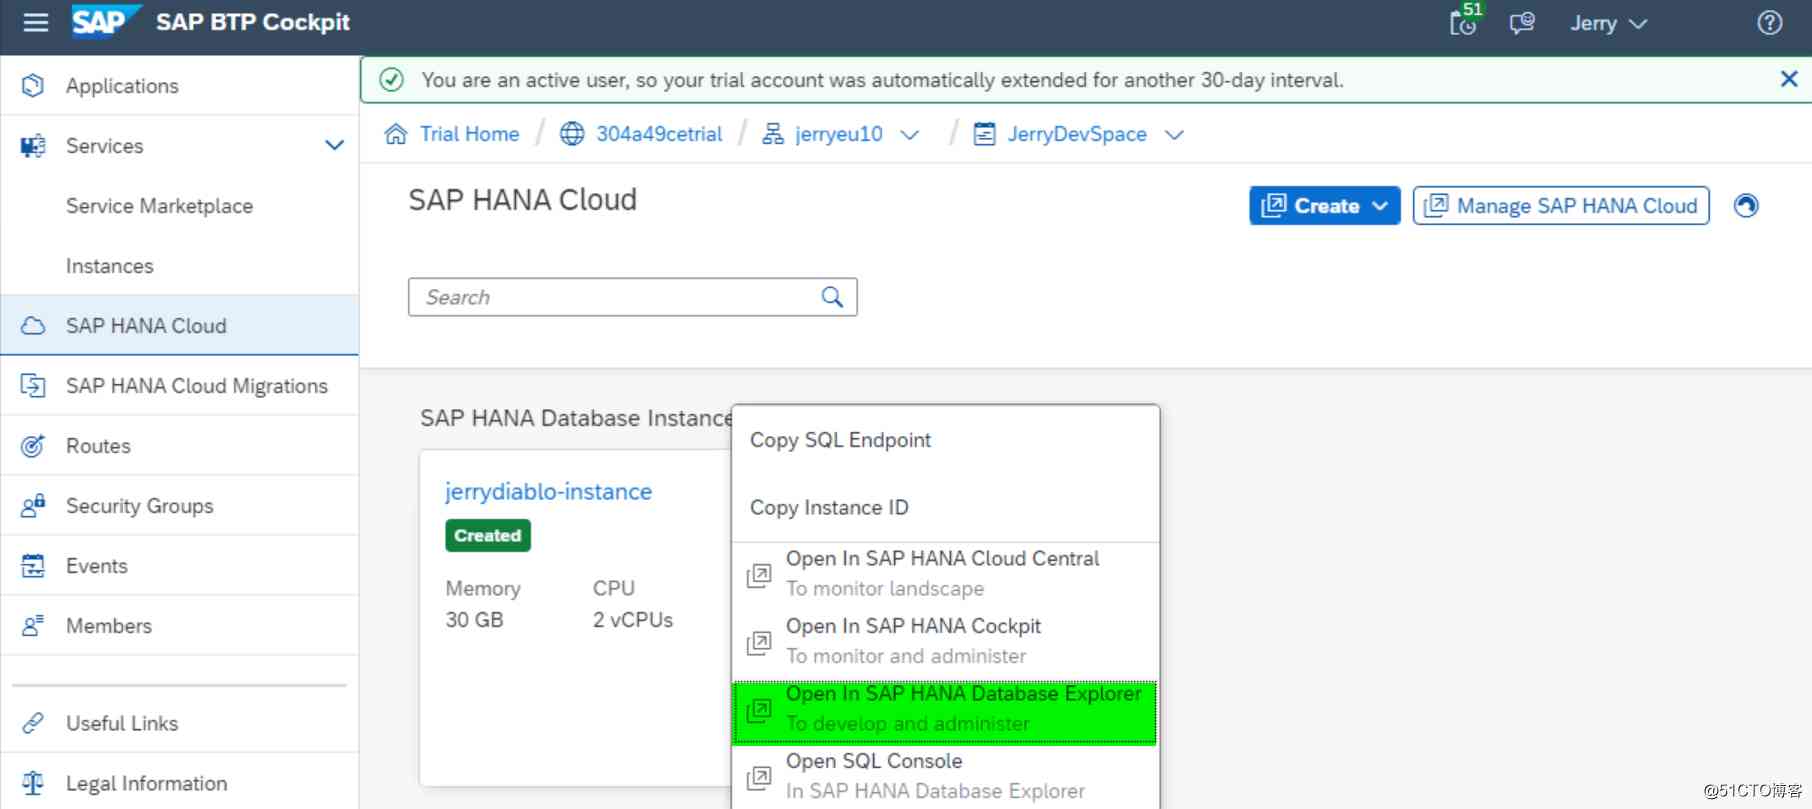 SAP SAP BTP Cockpit
51
Jerry
Applications
Services
Service Marketplace
Instances
SAP HANA Cloud
SAP HANA Cloud Migrations
Routes
Security Groups
Events
Members
Useful Links
Legal Information
You are an active user, so your trial account was automatically extended for another 30-day interval.
Trial Home / 304a49cetrial / jerryeu10 / JerryDevSpace
SAP HANA Cloud
Create
Manage SAP HANA Cloud
Search
SAP HANA Database Instance
jerrydiablo-instance
Created
Memory CPU
30 GB 2 vCPUs
Copy SQL Endpoint
Copy Instance ID
Open In SAP HANA Cloud Central
To monitor landscape
Open In SAP HANA Cockpit
To monitor and administer
Open In SAP HANA Database Explorer
To develop and administer
Open SQL Console
In SAP HANA Database Explorer
@51CTO博客